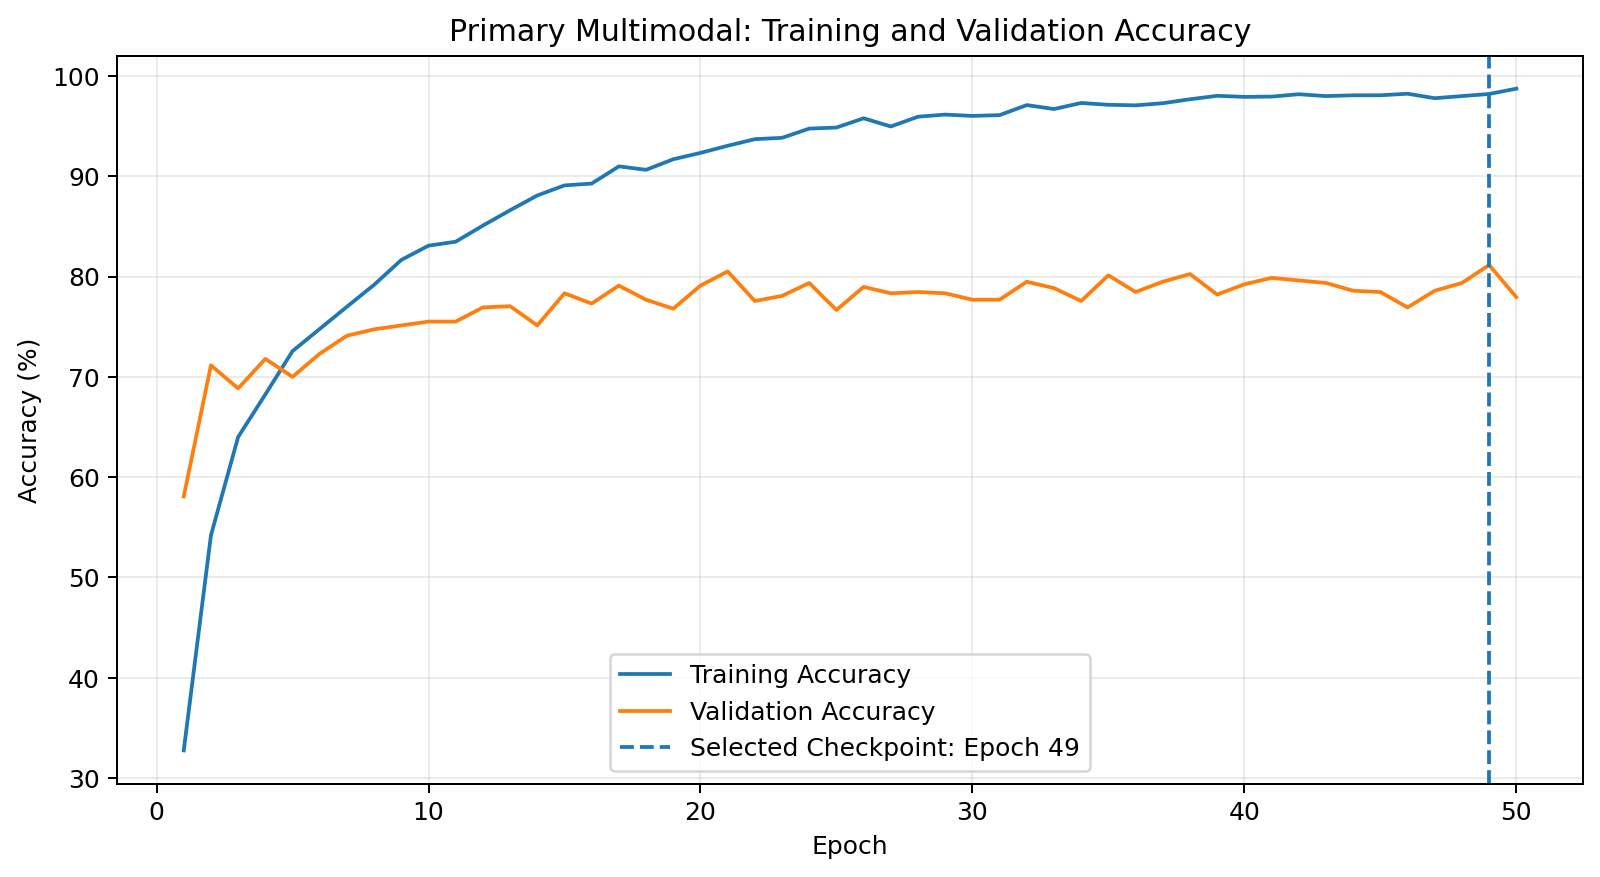 Primary Multimodal: Training and Validation Accuracy
100
90
80
70
60
50
40
30
Accuracy (%)
Training Accuracy
Validation Accuracy
Selected Checkpoint: Epoch 49
0 10 20 30 40 50
Epoch